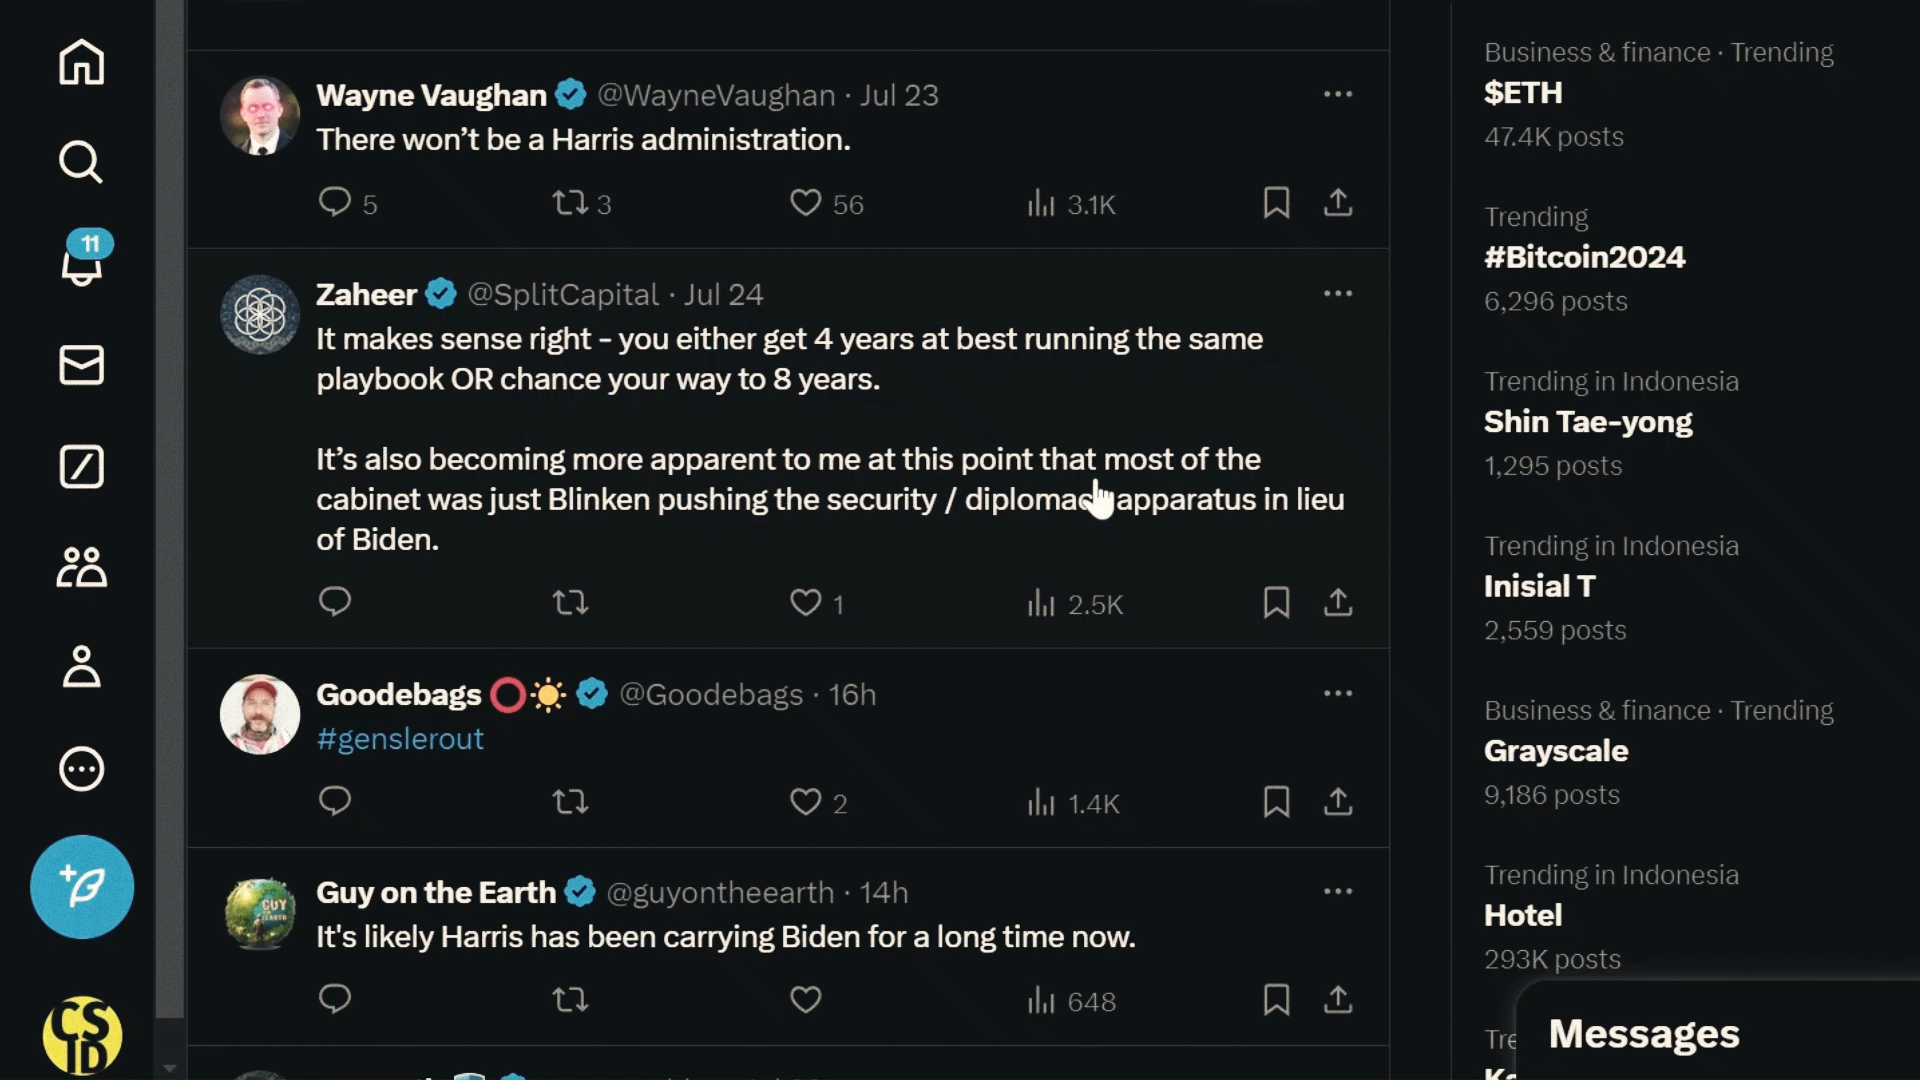 11
CS
ID
Wayne Vaughan @WayneVaughan · Jul 23
There won't be a Harris administration.
5 3 56 3.1K
Zaheer @SplitCapital · Jul 24
It makes sense right - you either get 4 years at best running the same
playbook OR chance your way to 8 years.
It's also becoming more apparent to me at this point that most of the
cabinet was just Blinken pushing the security / apparatus in lieu
of Biden.
1 2.5K
Goodebags @Goodebags · 16h
#genslerout
2 1.4K
GUY
Guy on the Earth @guyontheearth · 14h
It's likely Harris has been carrying Biden for a long time now.
648
Business & finance · Trending
$ETH
47.4K posts
Trending
#Bitcoin2024
6,296 posts
Trending in Indonesia
Shin Tae-yong
1,295 posts
Trending in Indonesia
Inisial T
2,559 posts
Business & finance · Trending
Grayscale
9,186 posts
Trending in Indonesia
Hotel
293K posts
Messages